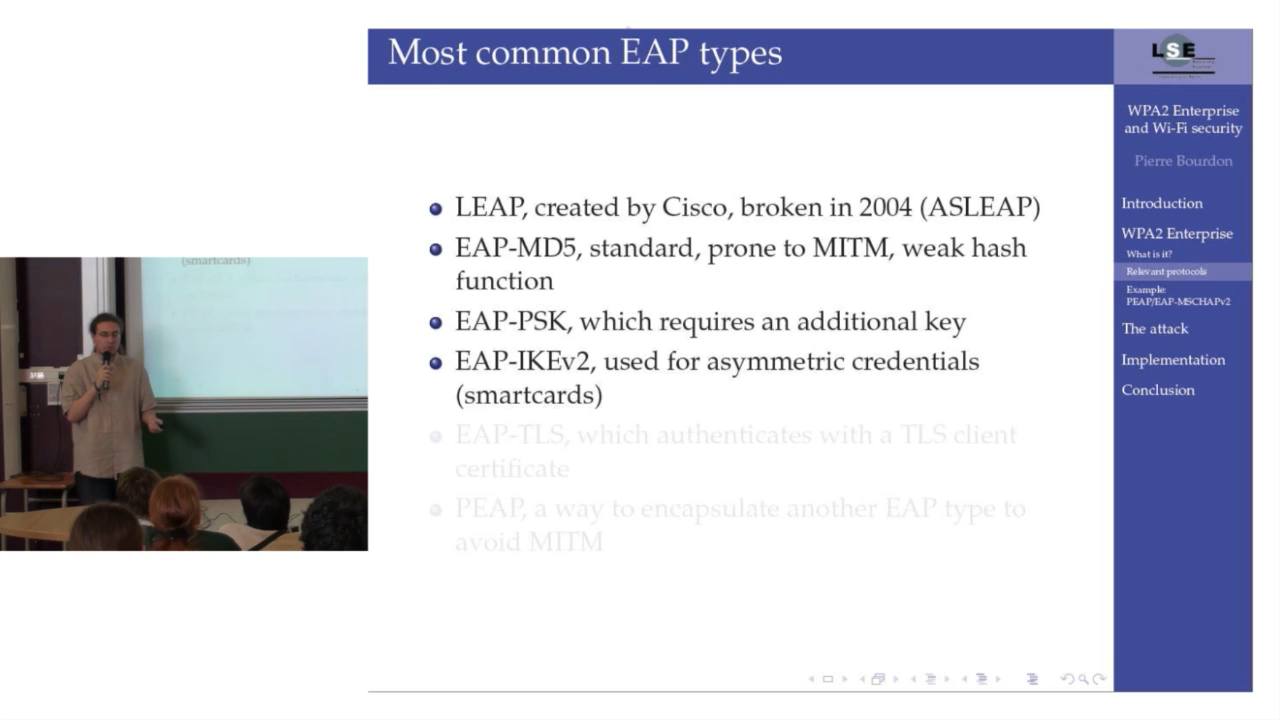 Most common EAP types
LSE
WPA2 Enterprise
and Wi-Fi security
Pierre Bourdon
Introduction
WPA2 Enterprise
What is it?
Relevant protocols
Example:
PEAP/EAP-MSCHAPv2
The attack
Implementation
Conclusion
LEAP, created by Cisco, broken in 2004 (ASLEAP)
EAP-MD5, standard, prone to MITM, weak hash
function
EAP-PSK, which requires an additional key
EAP-IKEv2, used for asymmetric credentials
(smartcards)
EAP-TLS, which authenticates with a TLS client
certificate
PEAP, a way to encapsulate another EAP type to
avoid MITM
(smartcards)